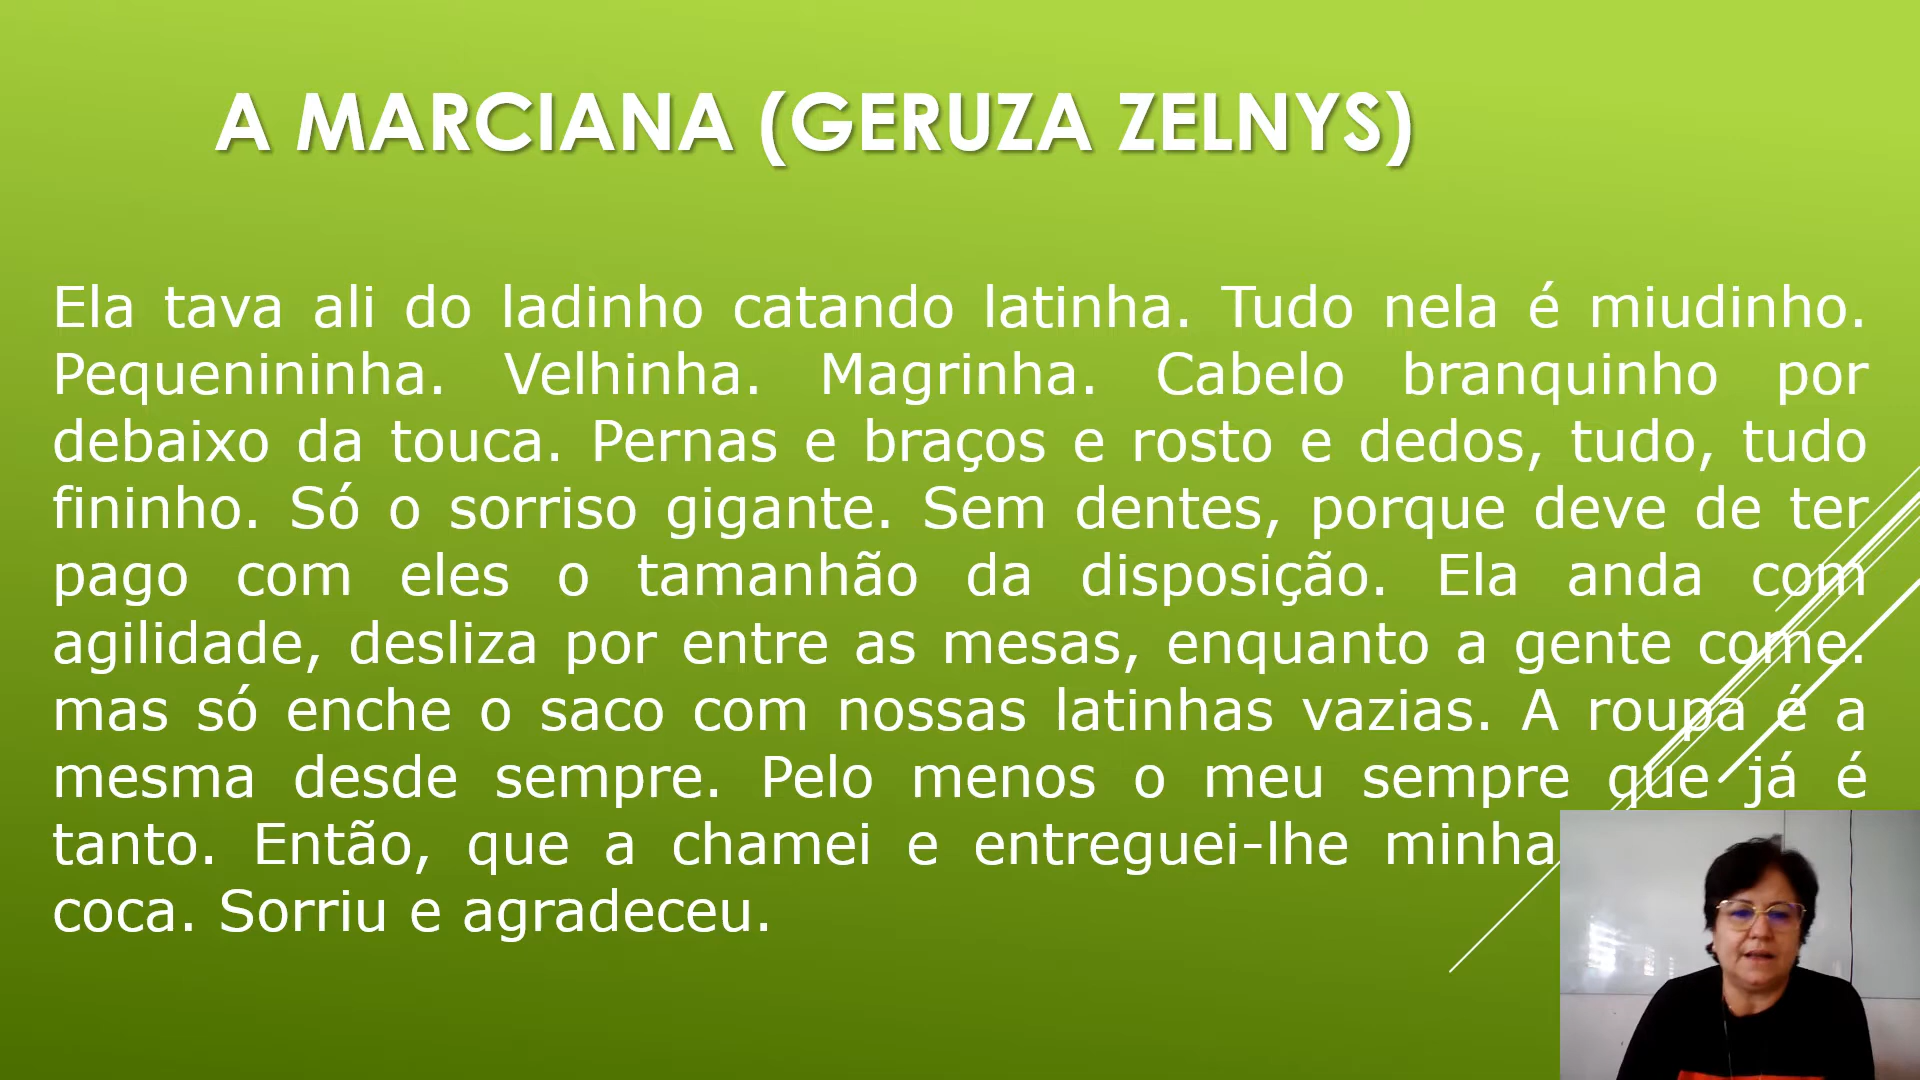 A MARCIANA (GERUZA ZELNYS)
Ela tava ali do ladinho catando latinha. Tudo nela é miudinho.
Pequenininha. Velhinha. Magrinha. Cabelo branquinho por
debaixo da touca. Pernas e braços e rosto e dedos, tudo, tudo
fininho. Só o sorriso gigante. Sem dentes, porque deve de ter
pago com eles o tamanhão da disposição. Ela anda com
agilidade, desliza por entre as mesas, enquanto a gente come.
mas só enche o saco com nossas latinhas vazias. A roupa é a
mesma desde sempre. Pelo menos o meu sempre que já é
tanto. Então, que a chamei e entreguei-lhe minha
coca. Sorriu e agradeceu.